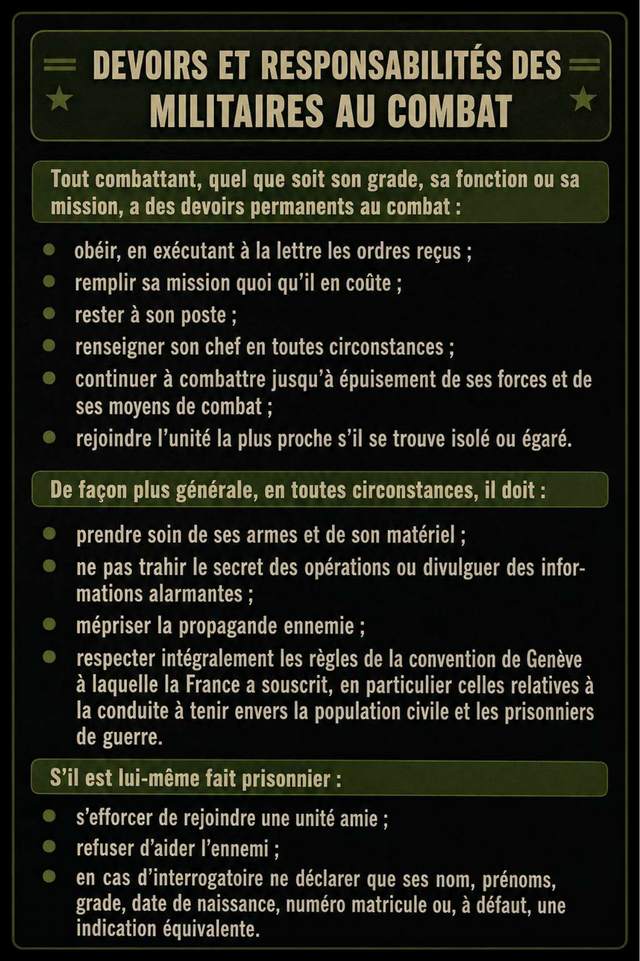 DEVOIRS ET RESPONSABILITÉS DES
MILITAIRES AU COMBAT
Tout combattant, quel que soit son grade, sa fonction ou sa
mission, a des devoirs permanents au combat :
obéir, en exécutant à la lettre les ordres reçus ;
remplir sa mission quoi qu'il en coûte ;
rester à son poste ;
renseigner son chef en toutes circonstances ;
continuer à combattre jusqu'à épuisement de ses forces et de
ses moyens de combat ;
rejoindre l'unité la plus proche s'il se trouve isolé ou égaré.
De façon plus générale, en toutes circonstances, il doit :
prendre soin de ses armes et de son matériel ;
ne pas trahir le secret des opérations ou divulguer des infor-
mations alarmantes ;
mépriser la propagande ennemie ;
respecter intégralement les règles de la convention de Genève
à laquelle la France a souscrit, en particulier celles relatives à
la conduite à tenir envers la population civile et les prisonniers
de guerre.
S'il est lui-même fait prisonnier :
s'efforcer de rejoindre une unité amie ;
refuser d'aider l'ennemi ;
en cas d'interrogatoire ne déclarer que ses nom, prénoms,
grade, date de naissance, numéro matricule ou, à défaut, une
indication équivalente.